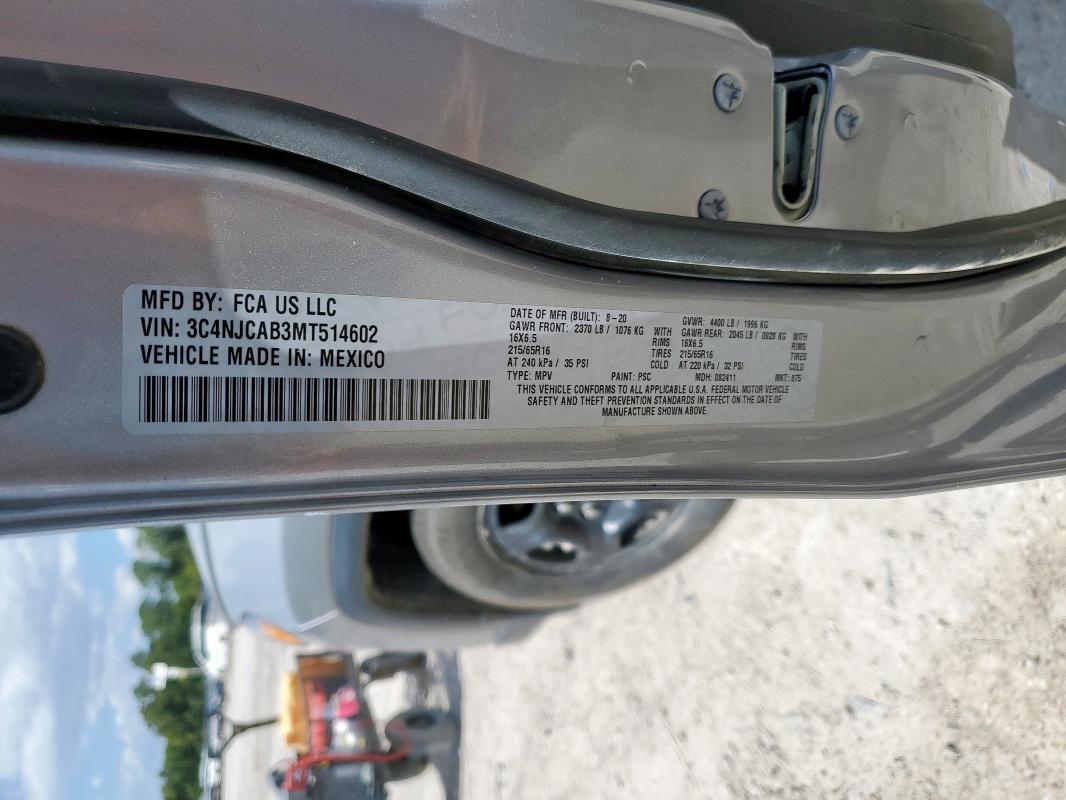 MFD BY: FCA US LLC
VIN: 3C4NJCAB3MT514602
VEHICLE MADE IN: MEXICO
DATE OF MFR (BUILT): 8-20 GVWR: 4400 LB / 1996 KG
GAWR FRONT: 2370 LB / 1076 KG WITH GAWR REAR: 2045 LB / 0928 KG WITH
16X6.5 RIMS 16X6.5 RIMS
215/65R16 TIRES 215/65R16 TIRES
AT 240 kPa / 35 PSI COLD AT 220 kPa / 32 PSI COLD
TYPE: MPV PAINT: PSC MDH: 082411 MKT: 875
THIS VEHICLE CONFORMS TO ALL APPLICABLE U.S.A. FEDERAL MOTOR VEHICLE
SAFETY AND THEFT PREVENTION STANDARDS IN EFFECT ON THE DATE OF
MANUFACTURE SHOWN ABOVE.